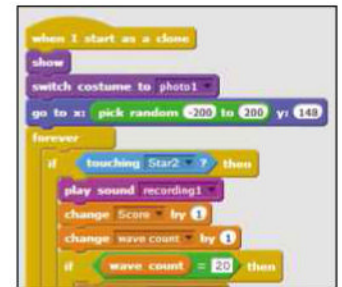 when I start as a clone
show
switch costume to photo1
go to x: pick random -200 to 200 y: 148
forever
if touching Star2 ? then
play sound recording1
change Score by 1
change wave count by 1
if wave count = 20 then